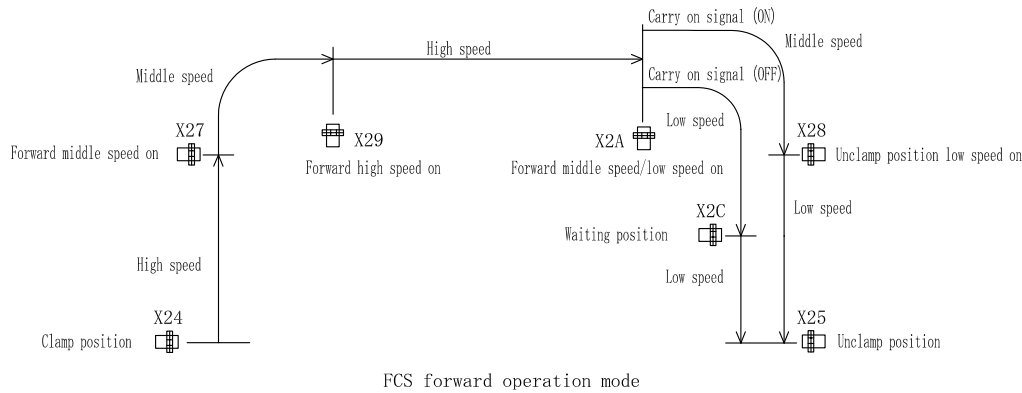 Carry on signal (ON)
High speed
Middle speed
Middle speed
Carry on signal (OFF)
Low speed
X27
X29
X2A
X28
Forward middle speed on
Forward high speed on
Forward middle speed/low speed on
Unclamp position low speed on
X2C
Low speed
Waiting position
High speed
Low speed
X24
X25
Clamp position
Unclamp position
FCS forward operation mode